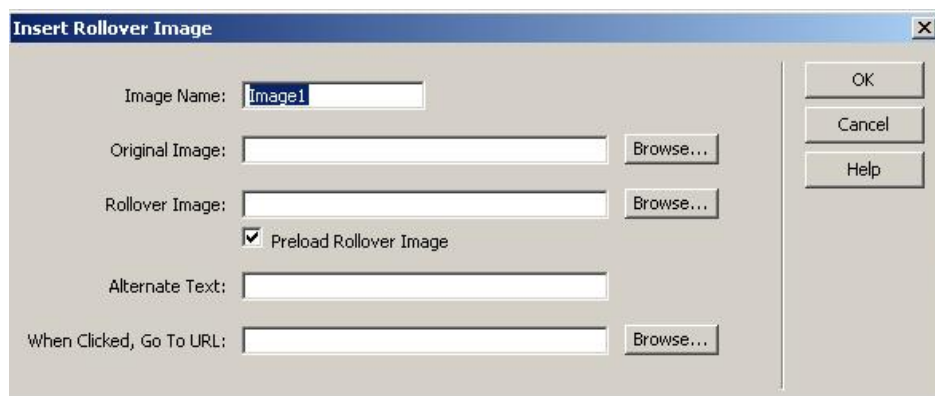 Insert Rollover Image
Image Name: Image1
OK
Cancel
Original Image: Browse...
Help
Rollover Image: Browse...
Preload Rollover Image
Alternate Text:
When Clicked, Go To URL: Browse...